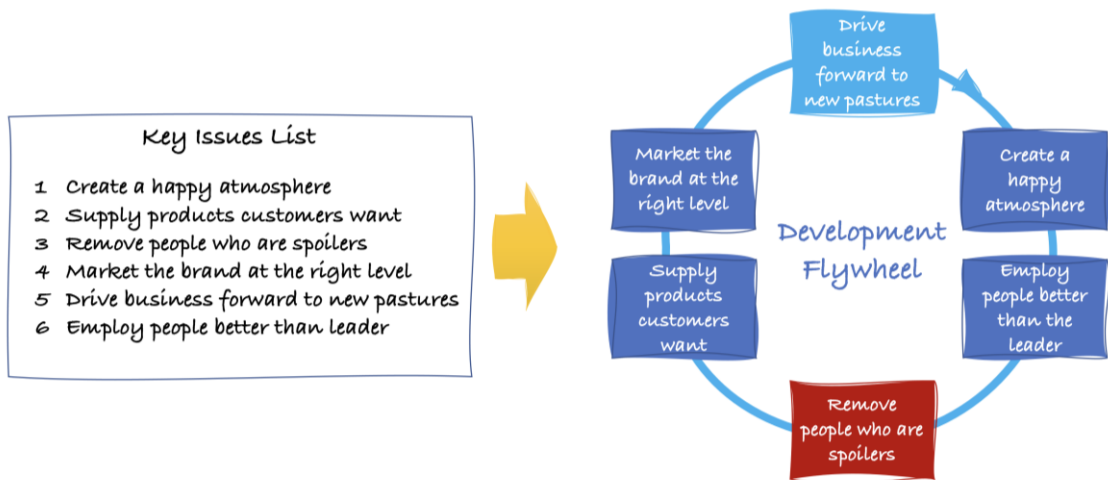 Key Issues List
1 Create a happy atmosphere
2 Supply products customers want
3 Remove people who are spoilers
4 Market the brand at the right level
5 Drive business forward to new pastures
6 Employ people better than leader
Drive
business
forward to
new pastures
Create a
happy
atmosphere
Employ
people better
than the
leader
Remove
people who are
spoilers
Supply
products
customers
want
Market the
brand at the
right level
Development
Flywheel